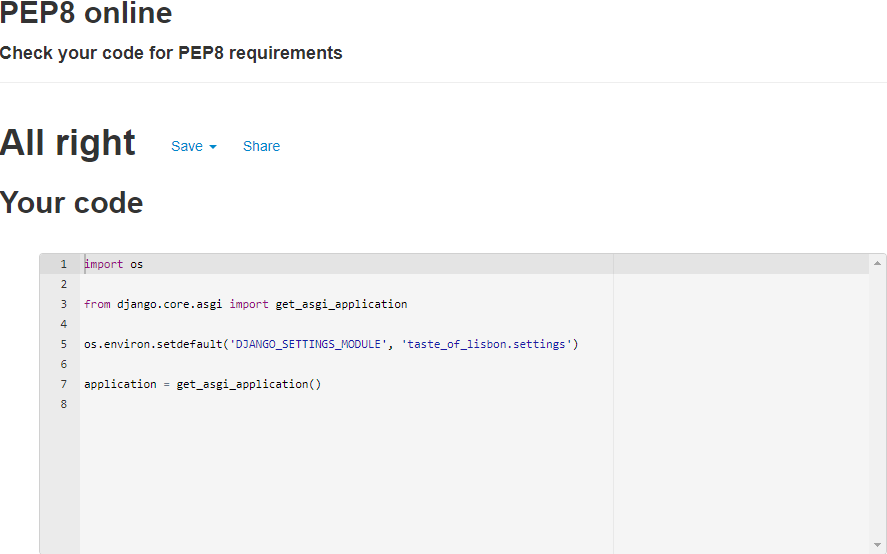 PEP8 online
Check your code for PEP8 requirements
All right Save Share
Your code
1 import os
2
3 from django.core.asgi import get_asgi_application
4
5 os.environ.setdefault('DJANGO_SETTINGS_MODULE', 'taste_of_lisbon.settings')
6
7 application = get_asgi_application()
8